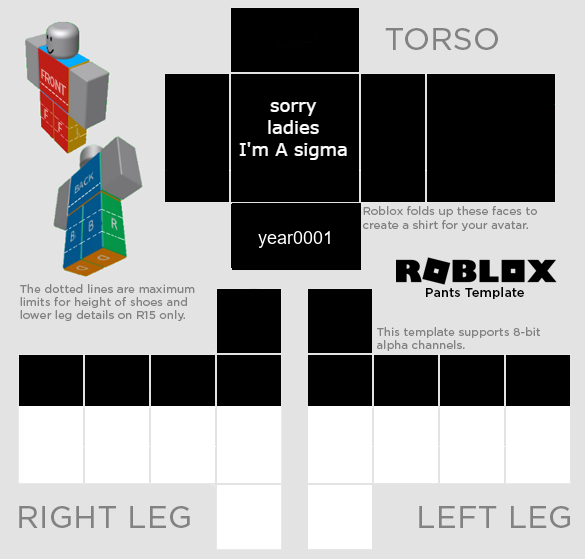 TORSO
FRONT
F F L
BACK
B B R
sorry
ladies
I'm A sigma
year0001
Roblox folds up these faces to
create a shirt for your avatar.
ROBLOX
Pants Template
The dotted lines are maximum
limits for height of shoes and
lower leg details on R15 only.
This template supports 8-bit
alpha channels.
RIGHT LEG
LEFT LEG